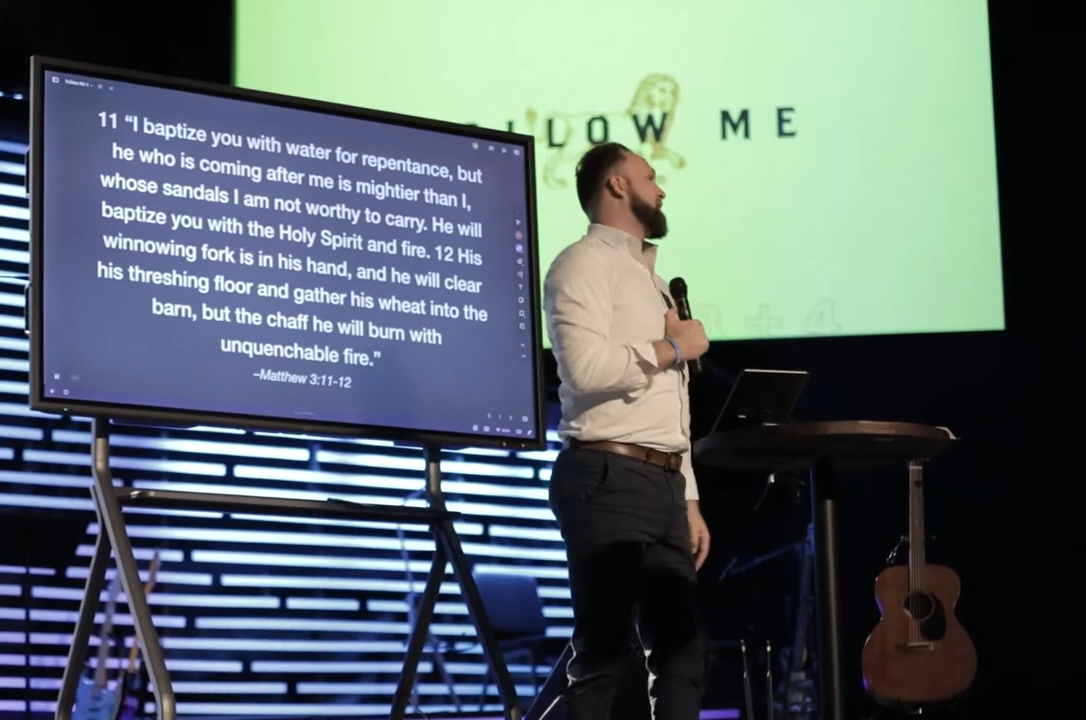 11 “I baptize you with water for repentance, but
he who is coming after me is mightier than I,
whose sandals I am not worthy to carry. He will
baptize you with the Holy Spirit and fire. 12 His
winnowing fork is in his hand, and he will clear
his threshing floor and gather his wheat into the
barn, but the chaff he will burn with
unquenchable fire.”
–Matthew 3:11-12
LLOW ME
3 + 4